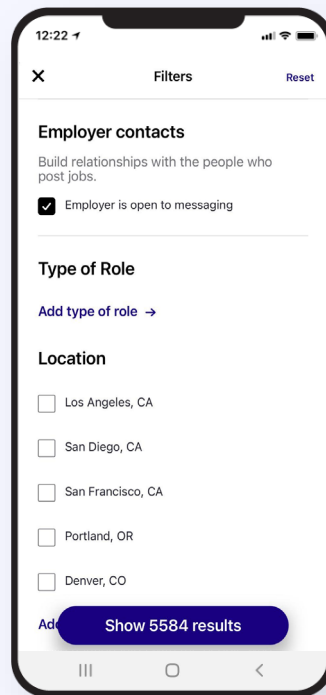 12:22
Filters
Reset
Employer contacts
Build relationships with the people who
post jobs.
Employer is open to messaging
Type of Role
Add type of role →
Location
Los Angeles, CA
San Diego, CA
San Francisco, CA
Portland, OR
Denver, CO
Show 5584 results